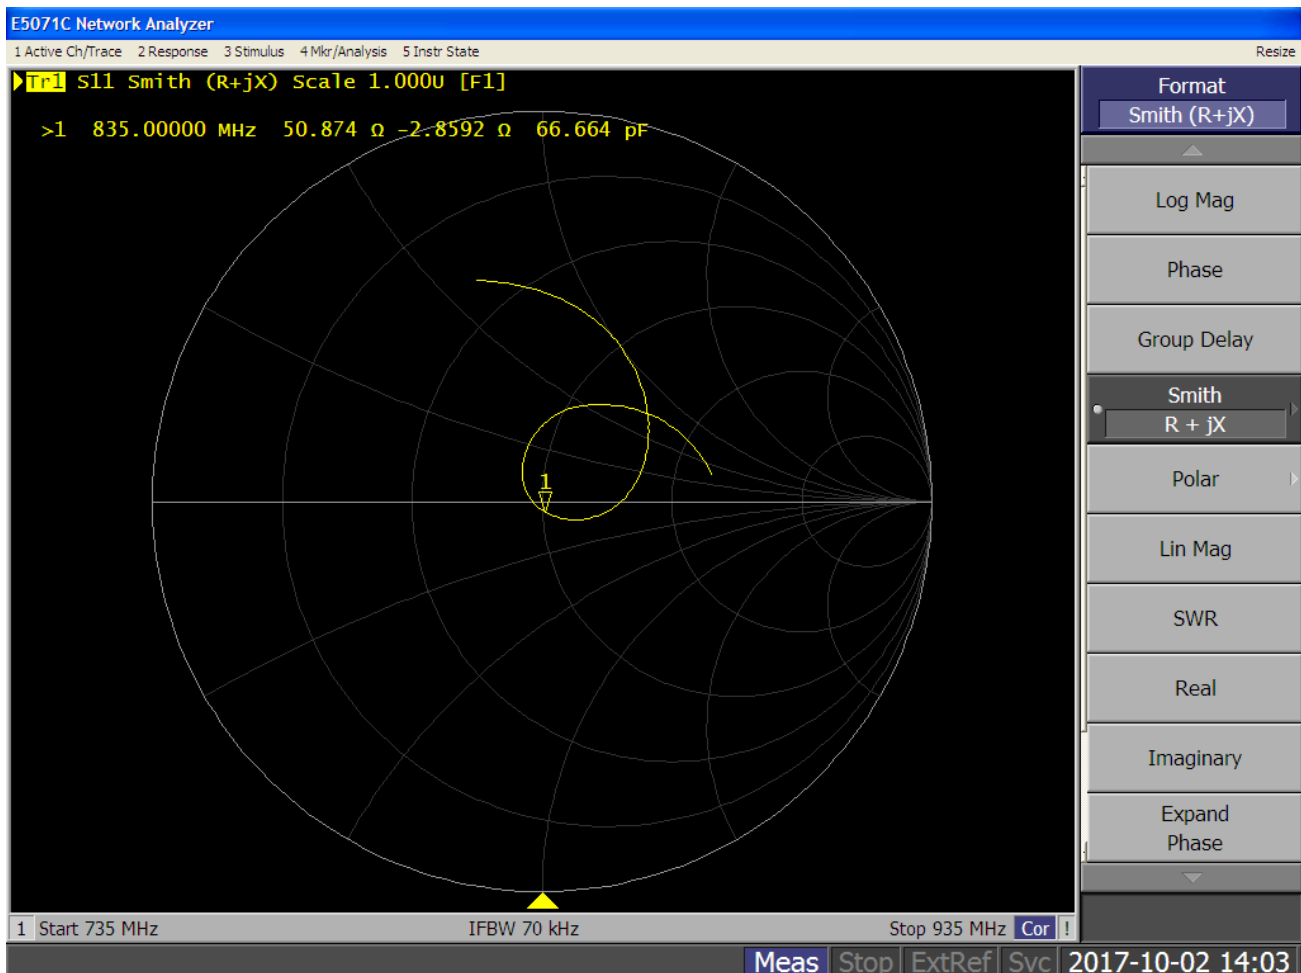 E5071C Network Analyzer
1 Active Ch/Trace 2 Response 3 Stimulus 4 Mkr/Analysis 5 Instr State Resize
Tr1 S11 Smith (R+jX) Scale 1.000U [F1]
>1 835.00000 MHz 50.874 Ω -2.8592 Ω 66.664 pF
1
Format
Smith (R+jX)
Log Mag
Phase
Group Delay
Smith
R + jX
Polar
Lin Mag
SWR
Real
Imaginary
Expand
Phase
1 Start 735 MHz IFBW 70 kHz Stop 935 MHz Cor !
Meas Stop ExtRef Svc 2017-10-02 14:03